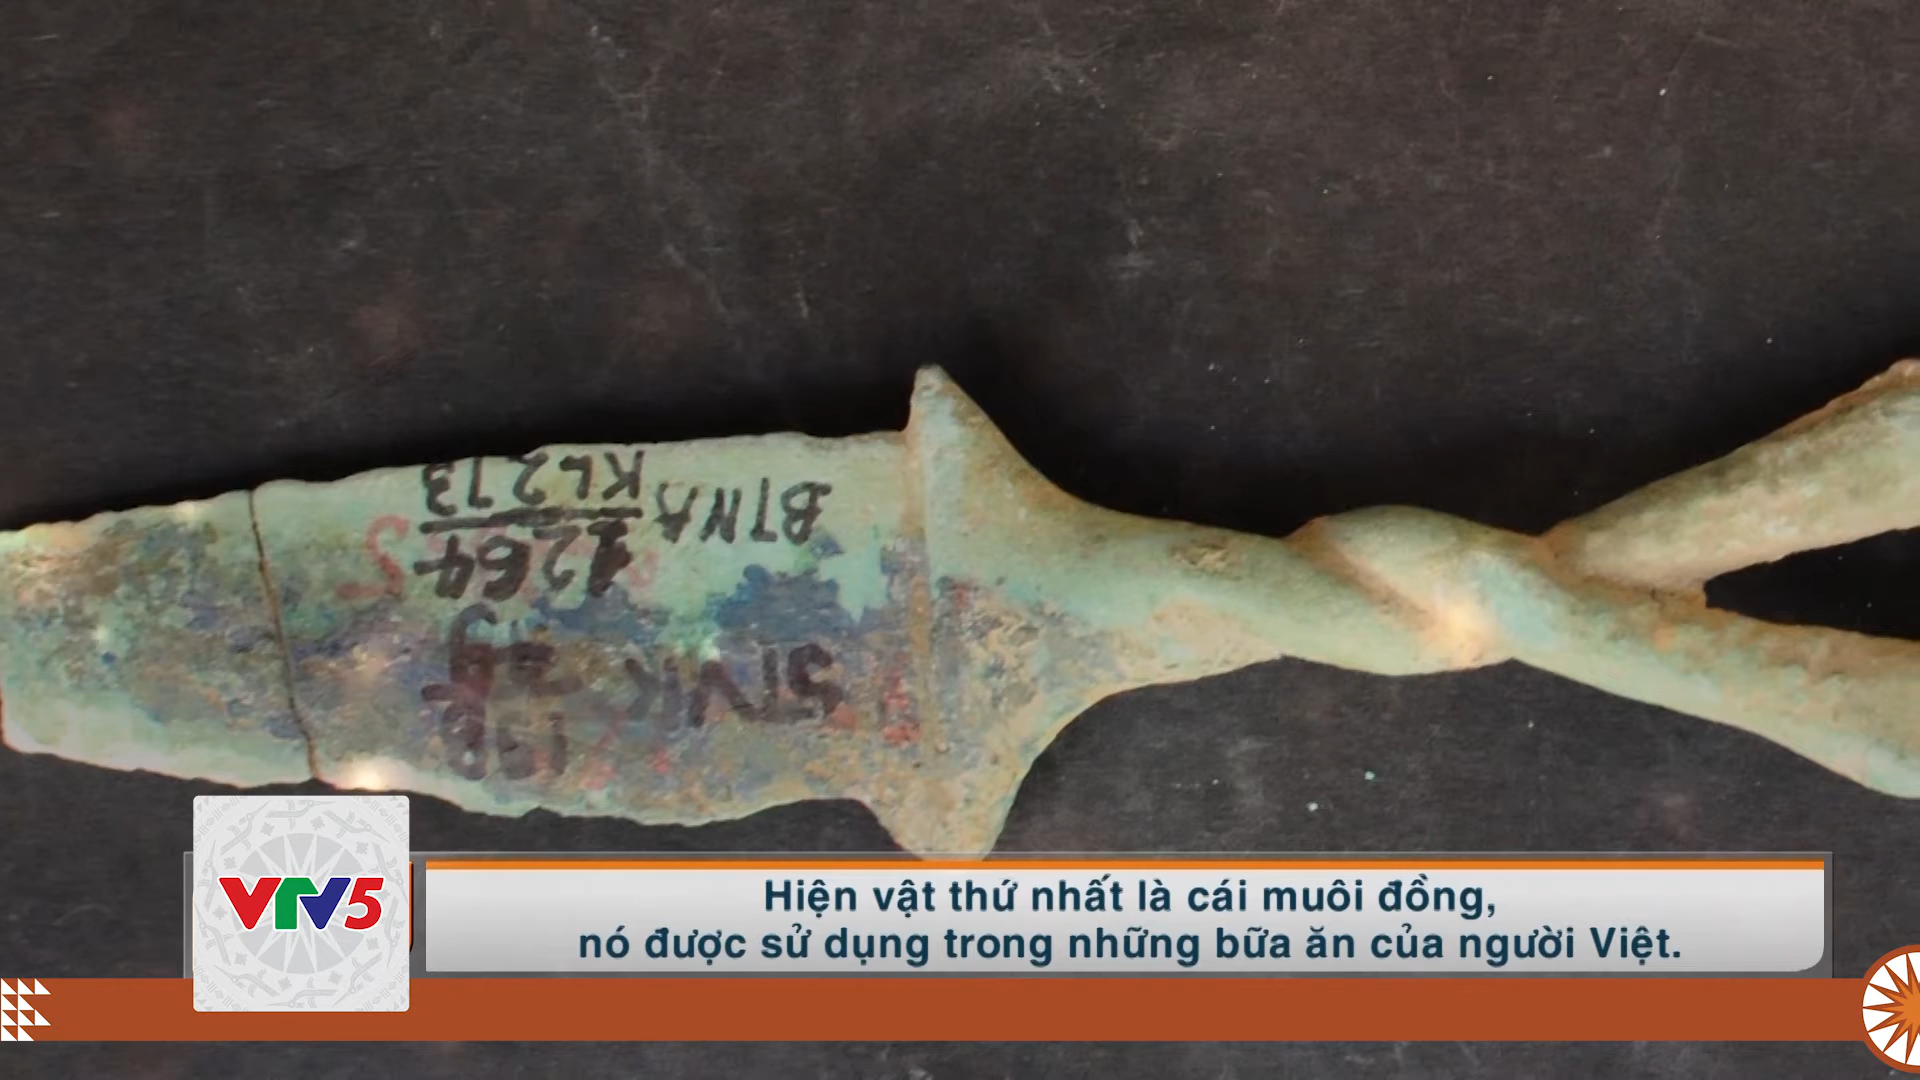 BTNA
KL273
1264
STVK
VTV5
Hiện vật thứ nhất là cái muôi đồng,
nó được sử dụng trong những bữa ăn của người Việt.